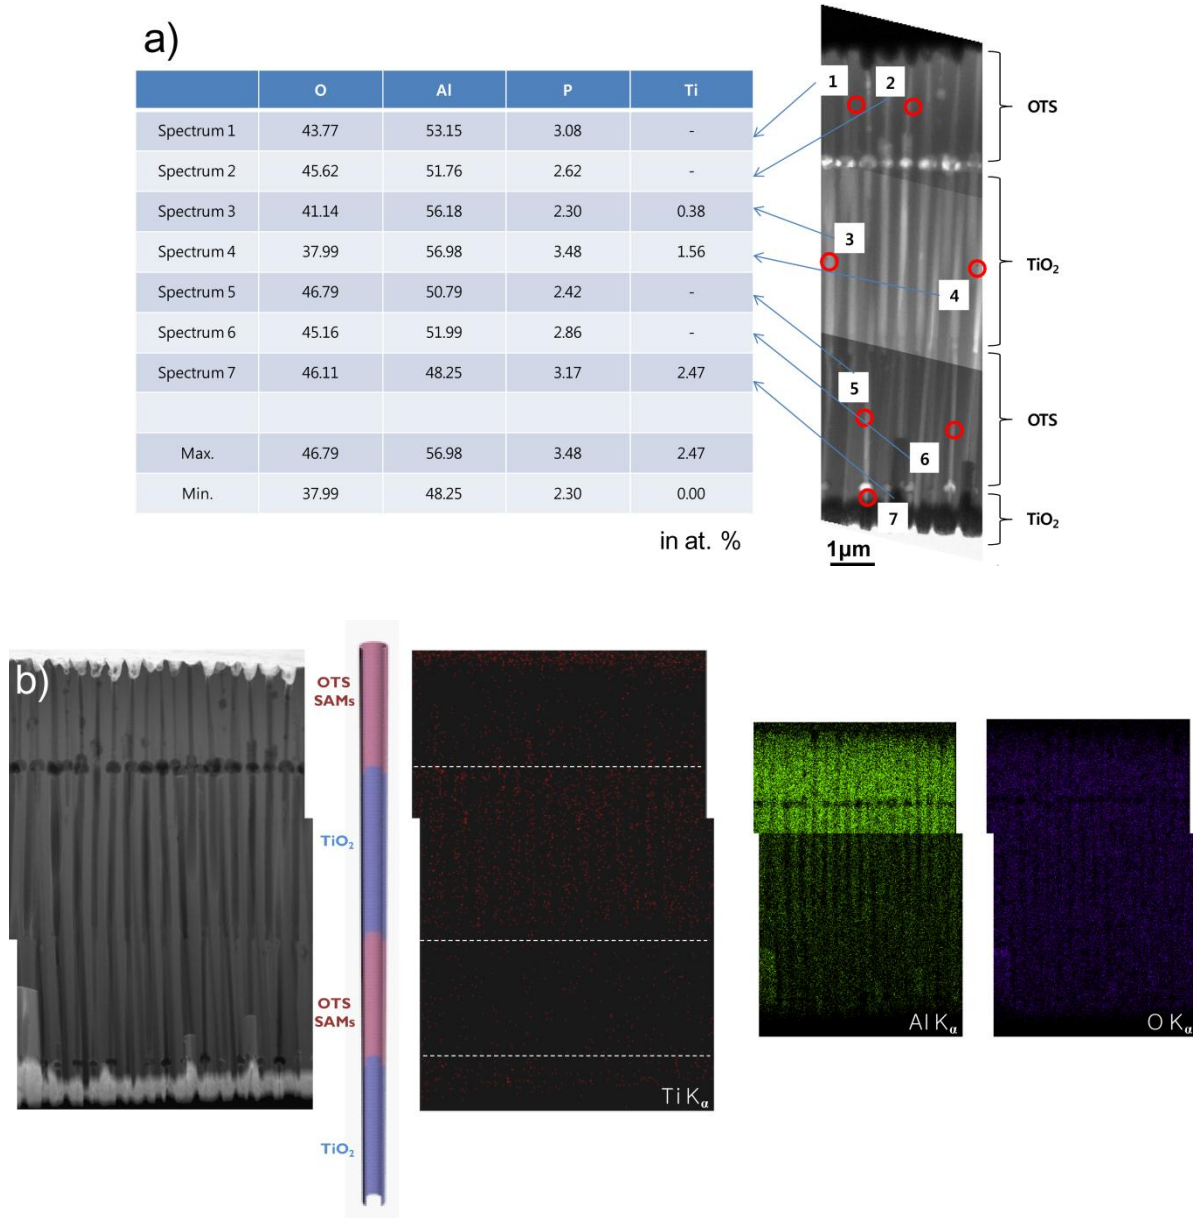 a)
O Al P Ti
Spectrum 1 43.77 53.15 3.08 -
Spectrum 2 45.62 51.76 2.62 -
Spectrum 3 41.14 56.18 2.30 0.38
Spectrum 4 37.99 56.98 3.48 1.56
Spectrum 5 46.79 50.79 2.42 -
Spectrum 6 45.16 51.99 2.86 -
Spectrum 7 46.11 48.25 3.17 2.47
Max. 46.79 56.98 3.48 2.47
Min. 37.99 48.25 2.30 0.00
in at. %
1
2
OTS
3
4
TiO₂
5
6
OTS
7
TiO₂
1μm
b)
OTS
SAMs
TiO₂
OTS
SAMs
TiO₂
Ti Kα
Al Kα
O Kα